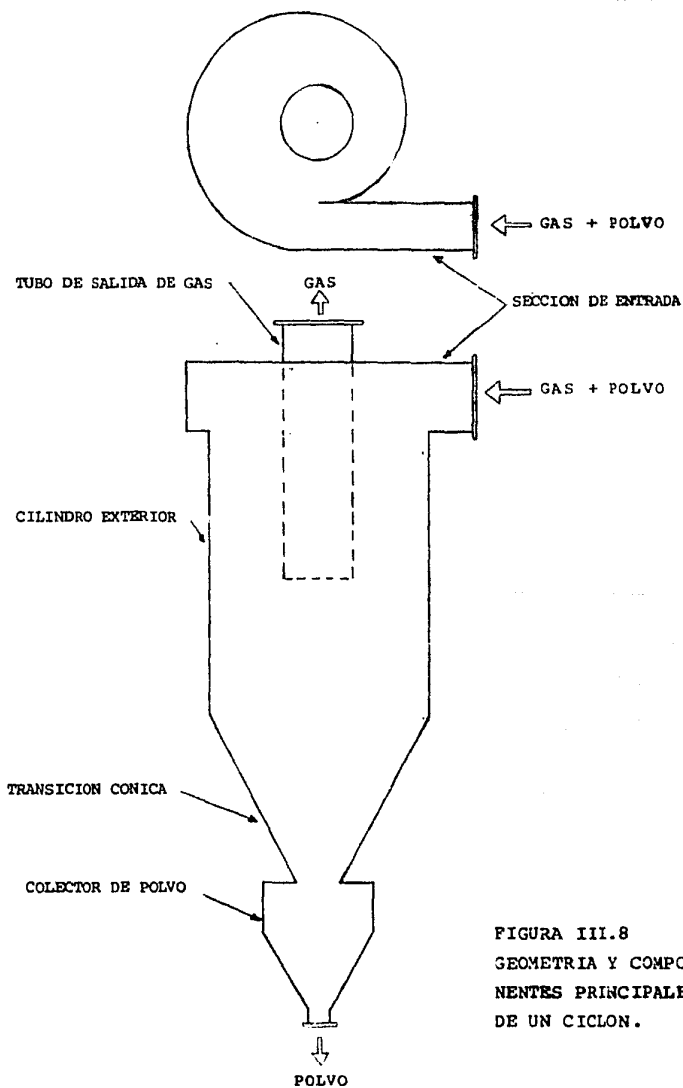 GAS + POLVO
TUBO DE SALIDA DE GAS
GAS
SECCION DE ENTRADA
GAS + POLVO
CILINDRO EXTERIOR
TRANSICION CONICA
COLECTOR DE POLVO
FIGURA III.8
GEOMETRIA Y COMPO
NENTES PRINCIPALE
DE UN CICLON.
POLVO